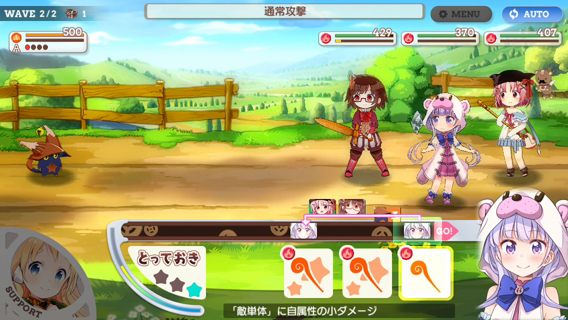 WAVE 2/2 1
通常攻撃
MENU
AUTO
500
A
429
370
407
GO!
とっておき
SUPPORT
「敵単体」に自属性の小ダメージ